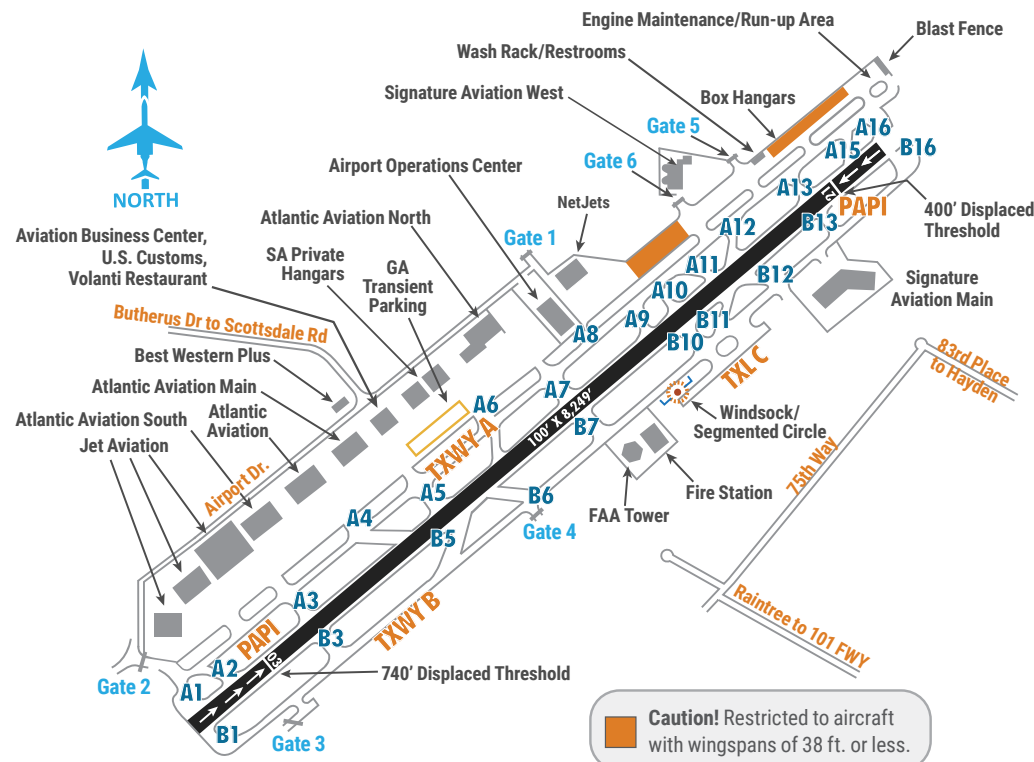 Engine Maintenance/Run-up Area
Blast Fence
Wash Rack/Restrooms
Signature Aviation West
Box Hangars
Gate 5
A16
A15
B16
Gate 6
Airport Operations Center
NORTH
A13
21
PAPI
B13
400' Displaced
Threshold
NetJets
Atlantic Aviation North
A12
Gate 1
Aviation Business Center,
U.S. Customs,
Volanti Restaurant
SA Private
Hangars
GA
Transient
Parking
A11
A10
A9
A8
B12
Signature
Aviation Main
Butherus Dr to Scottsdale Rd
B11
B10
TXL C
83rd Place
to Hayden
Best Western Plus
Atlantic Aviation Main
A7
A6
TXWY A
100' X 8,249'
B7
Windsock/
Segmented Circle
Atlantic Aviation South
Atlantic
Aviation
Jet Aviation
Airport Dr.
75th Way
Fire Station
FAA Tower
A5
A4
B6
Gate 4
B5
A3
B3
TXWY B
PAPI
03
A2
A1
740' Displaced Threshold
Raintree to 101 FWY
Gate 2
B1
Gate 3
Caution! Restricted to aircraft
with wingspans of 38 ft. or less.